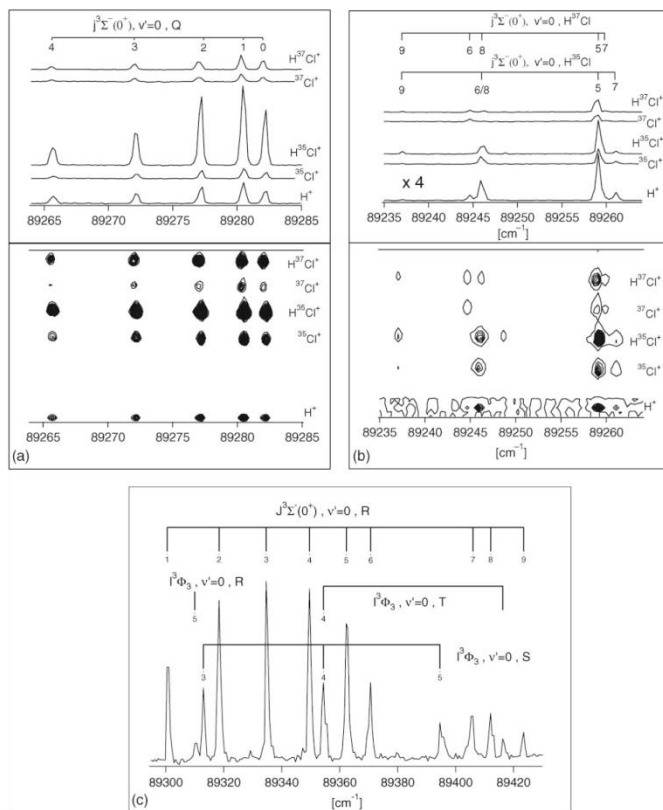 j³Σ⁻(0⁺), v'=0 , Q
4 3 2 1 0
H³⁷Cl⁺
³⁷Cl⁺
H³⁵Cl⁺
³⁵Cl⁺
H⁺
89265 89270 89275 89280 89285
H³⁷Cl⁺
³⁷Cl⁺
H³⁵Cl⁺
³⁵Cl⁺
H⁺
89265 89270 89275 89280 89285
(a)
[cm⁻¹]
j³Σ⁻(0⁺), v'=0 , H³⁷Cl
9 6 8 5 7
j³Σ⁻(0⁺), v'=0 , H³⁵Cl
9 6/8 5 7
H³⁷Cl⁺
³⁷Cl⁺
H³⁵Cl⁺
³⁵Cl⁺
x 4
H⁺
89235 89240 89245 89250 89255 89260
[cm⁻¹]
H³⁷Cl⁺
³⁷Cl⁺
H³⁵Cl⁺
³⁵Cl⁺
H⁺
89235 89240 89245 89250 89255 89260
(b)
[cm⁻¹]
J³Σ⁻(0⁺) , v'=0 , R
1 2 3 4 5 6 7 8 9
I³Φ₃ , v'=0 , R
5
I³Φ₃ , v'=0 , T
4
I³Φ₃ , v'=0 , S
3 4 5
89300 89320 89340 89360 89380 89400 89420
(c)
[cm⁻¹]